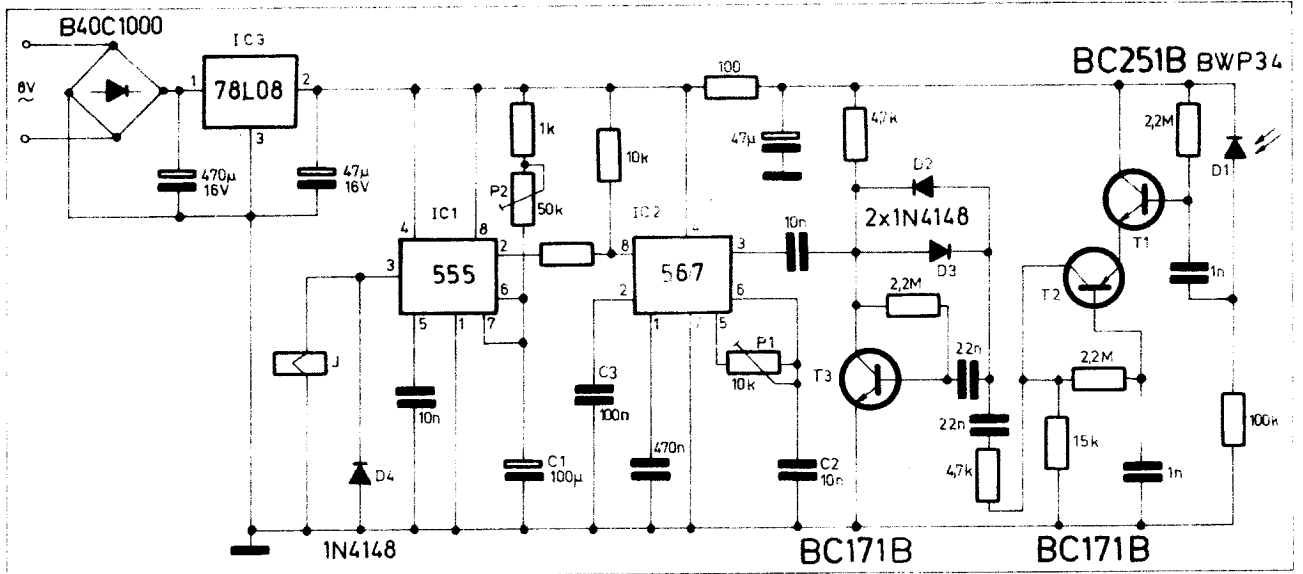 B40C1000
IC3
78L08
1
2
3
8V
~
470µ
16V
47µ
16V
1k
P2
50k
10k
100
47µ
4,7k
D2
2x1N4148
D3
BC251B
BWP34
2,2M
D1
T1
1n
T2
IC1
555
4
8
2
3
6
5
1
7
IC2
567
8
4
3
2
6
1
5
10n
2,2M
T3
22n
22n
4,7k
2,2M
15k
1n
100k
J
10n
D4
1N4148
C1
100µ
C3
100n
470n
P1
10k
C2
10n
BC171B
BC171B